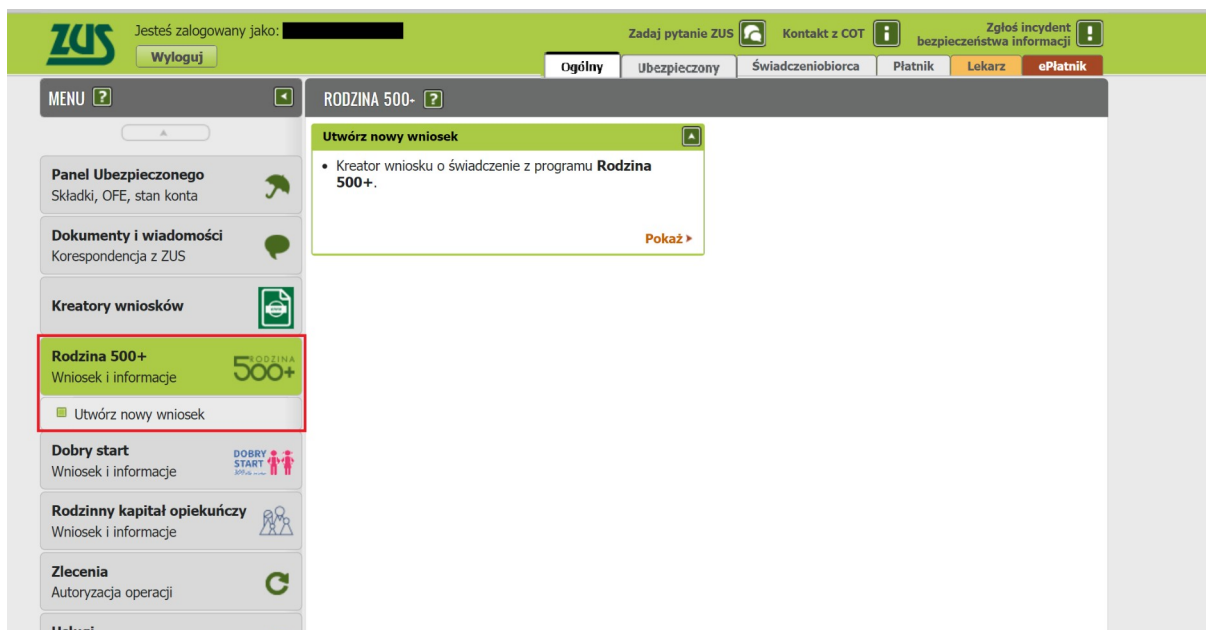 ZUS
Jesteś zalogowany jako:
Wyloguj
Zadaj pytanie ZUS
Kontakt z COT
Zgłoś incydent
bezpieczeństwa informacji
Ogólny
Ubezpieczony
Świadczeniobiorca
Płatnik
Lekarz
ePłatnik
MENU ?
RODZINA 500+ ?
Utwórz nowy wniosek
• Kreator wniosku o świadczenie z programu Rodzina
500+.
Pokaż
Panel Ubezpieczonego
Składki, OFE, stan konta
Dokumenty i wiadomości
Korespondencja z ZUS
Kreatory wniosków
Rodzina 500+
Wniosek i informacje
RODZINA
500+
Utwórz nowy wniosek
Dobry start
Wniosek i informacje
DOBRY
START
Rodzinny kapitał opiekuńczy
Wniosek i informacje
Zlecenia
Autoryzacja operacji